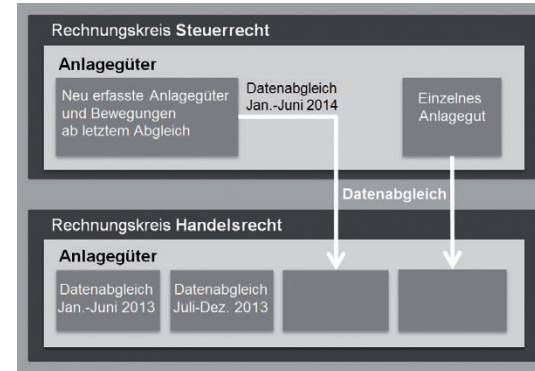 Rechnungskreis Steuerrecht
Anlagegüter
Neu erfasste Anlagegüter
und Bewegungen
ab letztem Abgleich
Datenabgleich
Jan.-Juni 2014
Einzelnes
Anlagegut
Datenabgleich
Rechnungskreis Handelsrecht
Anlagegüter
Datenabgleich
Jan.-Juni 2013
Datenabgleich
Juli-Dez. 2013